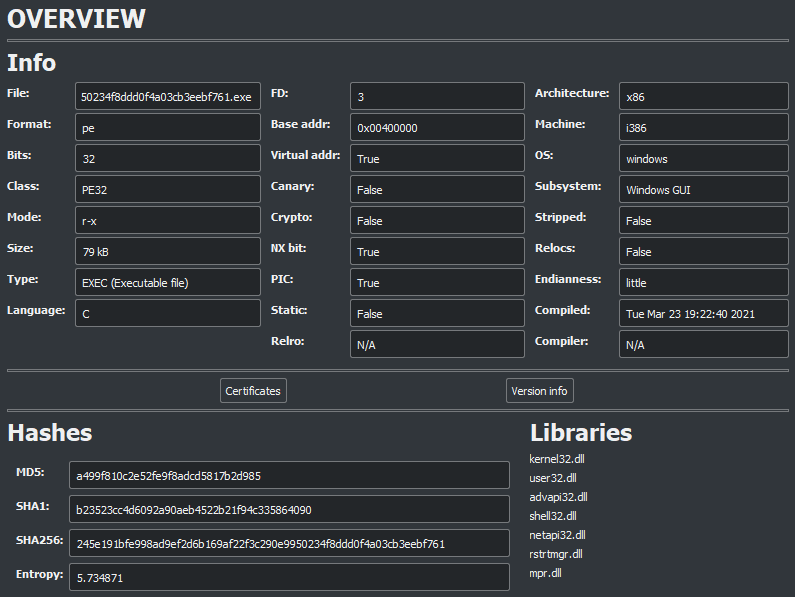 OVERVIEW
Info
File: 50234f8ddd0f4a03cb3eebf761.exe FD: 3 Architecture: x86
Format: pe Base addr: 0x00400000 Machine: i386
Bits: 32 Virtual addr: True OS: windows
Class: PE32 Canary: False Subsystem: Windows GUI
Mode: r-x Crypto: False Stripped: False
Size: 79 kB NX bit: True Relocs: False
Type: EXEC (Executable file) PIC: True Endianness: little
Language: C Static: False Compiled: Tue Mar 23 19:22:40 2021
Relro: N/A Compiler: N/A
Certificates Version info
Hashes
MD5: a499f810c2e52fe9f8adcd5817b2d985
SHA1: b23523cc4d6092a90aeb4522b21f94c335864090
SHA256: 245e191bfe998ad9ef2d6b169af22f3c290e9950234f8ddd0f4a03cb3eebf761
Entropy: 5.734871
Libraries
kernel32.dll
user32.dll
advapi32.dll
shell32.dll
netapi32.dll
rstrtmgr.dll
mpr.dll